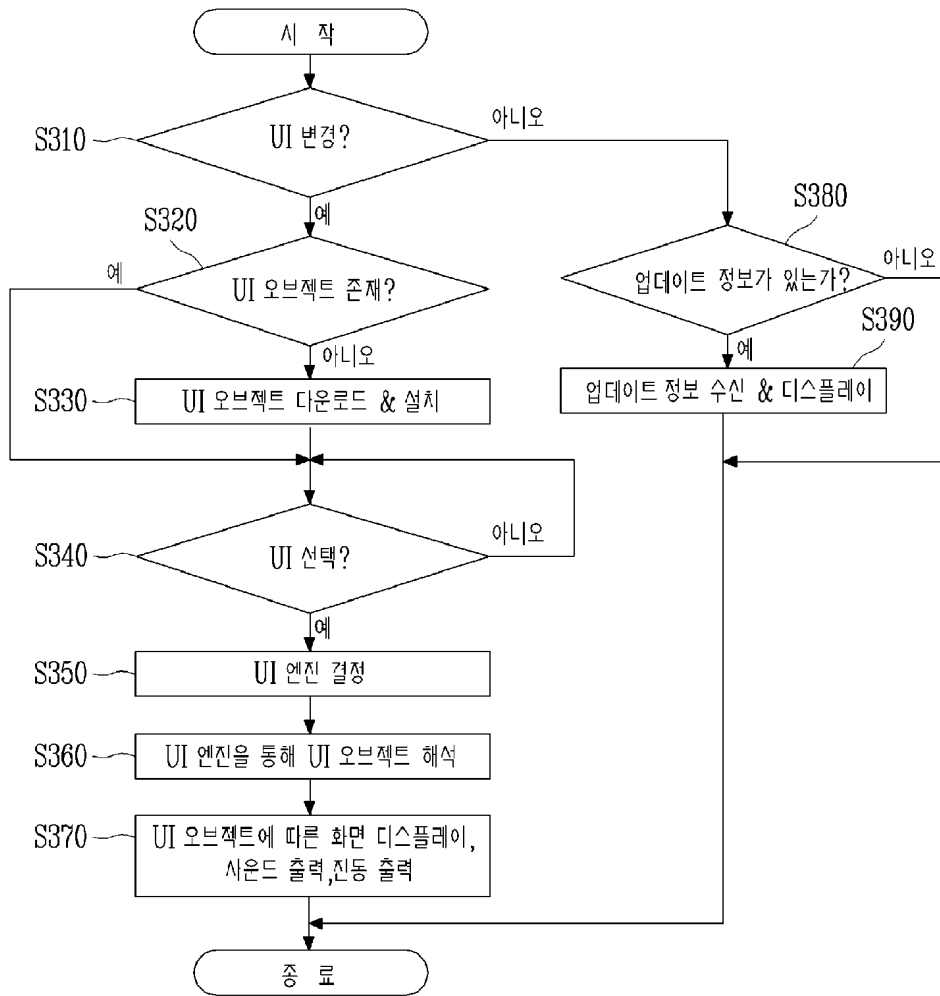 시 작
S310
UI 변경?
아니오
예
S320
예
UI 오브젝트 존재?
아니오
S330
UI 오브젝트 다운로드 & 설치
S380
업데이트 정보가 있는가?
아니오
예
S390
업데이트 정보 수신 & 디스플레이
S340
UI 선택?
아니오
예
S350
UI 엔진 결정
S360
UI 엔진을 통해 UI 오브젝트 해석
S370
UI 오브젝트에 따른 화면 디스플레이,
사운드 출력,진동 출력
종 료